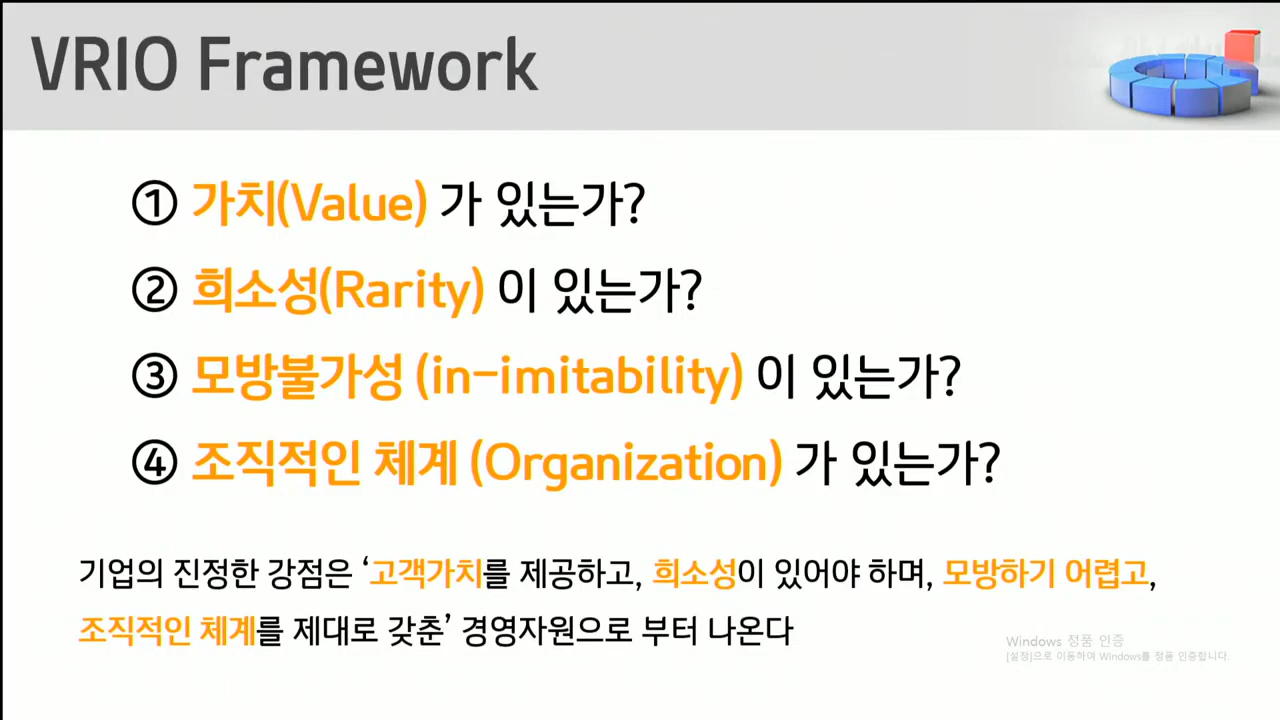 VRIO Framework
① 가치(Value) 가 있는가?
② 희소성(Rarity) 이 있는가?
③ 모방불가성 (in-imitability) 이 있는가?
④ 조직적인 체계 (Organization) 가 있는가?
기업의 진정한 강점은 ‘고객가치를 제공하고, 희소성이 있어야 하며, 모방하기 어렵고,
조직적인 체계를 제대로 갖춘’ 경영자원으로 부터 나온다
Windows 정품 인증
[설정]으로 이동하여 Windows를 정품 인증합니다.